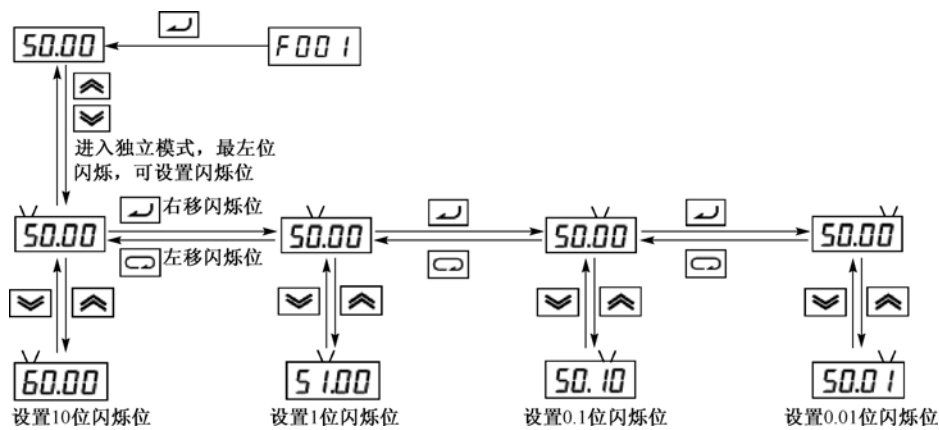 50.00
F001
进入独立模式，最左位
闪烁，可设置闪烁位
50.00
右移闪烁位
左移闪烁位
50.00
50.00
50.00
60.00
51.00
50.10
50.01
设置10位闪烁位
设置1位闪烁位
设置0.1位闪烁位
设置0.01位闪烁位